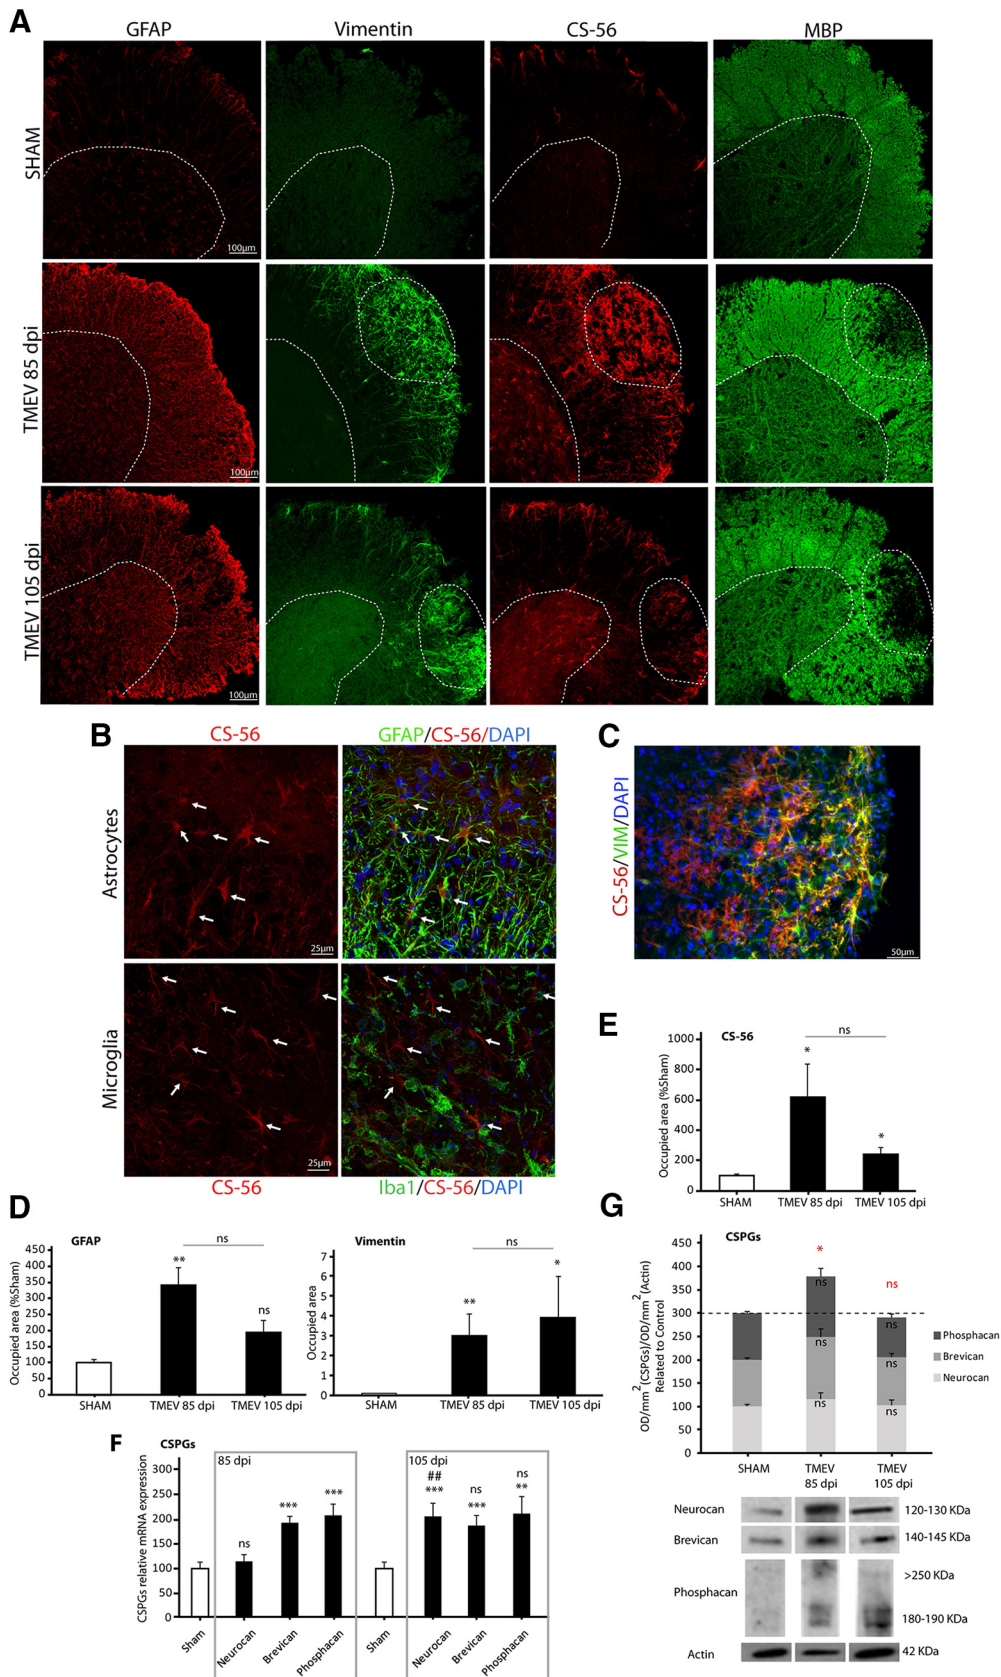 A
GFAP Vimentin CS-56 MBP
SHAM
100µm
TMEV 85 dpi
100µm
TMEV 105 dpi
100µm
B
CS-56 GFAP/CS-56/DAPI
Astrocytes
25µm
Microglia
25µm
CS-56 Iba1/CS-56/DAPI
C
CS-56/VIM/DAPI
50µm
D
GFAP
Occupied area (%Sham)
450
400
350
300
250
200
150
100
50
0
** ns
ns
SHAM TMEV 85 dpi TMEV 105 dpi
Vimentin
Occupied area
7
6
5
4
3
2
1
0
** *
ns
SHAM TMEV 85 dpi TMEV 105 dpi
E
CS-56
Occupied area (%Sham)
1000
800
600
400
200
0
* *
ns
SHAM TMEV 85 dpi TMEV 105 dpi
F
CSPGs
CSPGs relative mRNA expression
300
250
200
150
100
50
0
85 dpi
ns *** ***
105 dpi
## ns ns
*** *** **
Sham Neurocan Brevican Phosphacan Sham Neurocan Brevican Phosphacan
G
CSPGs
OD/mm2(CSPGs)/OD/mm2(Actin)
Related to Control
450
400
350
300
250
200
150
100
50
0
* ns
ns ns
ns ns
ns ns
Phosphacan
Brevican
Neurocan
SHAM TMEV TMEV
85 dpi 105 dpi
Neurocan 120-130 KDa
Brevican 140-145 KDa
Phosphacan >250 KDa
180-190 KDa
Actin 42 KDa